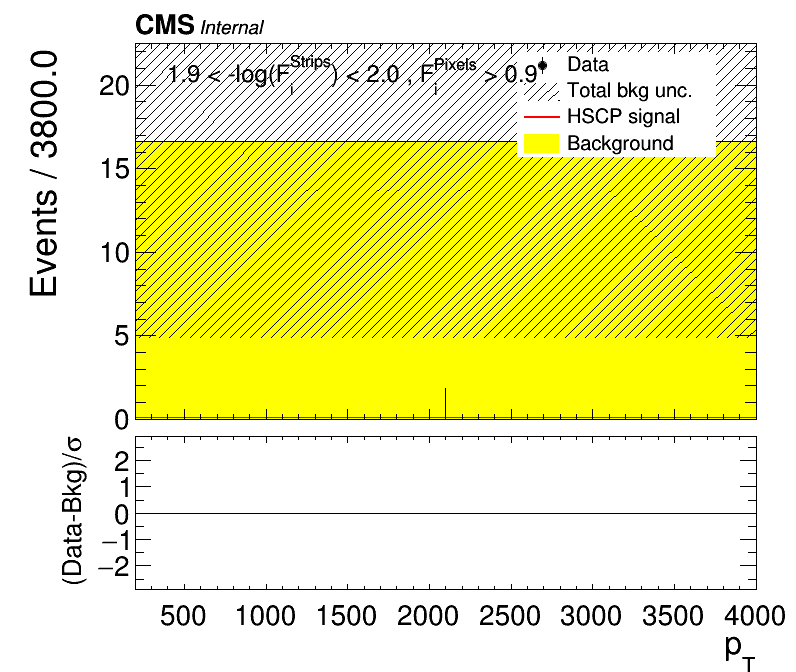 CMS Internal
Events / 3800.0
20
15
10
5
0
1.9 < -log(F_i^Strips) < 2.0 , F_i^Pixels > 0.9
Data
Total bkg unc.
HSCP signal
Background
(Data-Bkg)/σ
2
1
0
−1
−2
500 1000 1500 2000 2500 3000 3500 4000
p_T